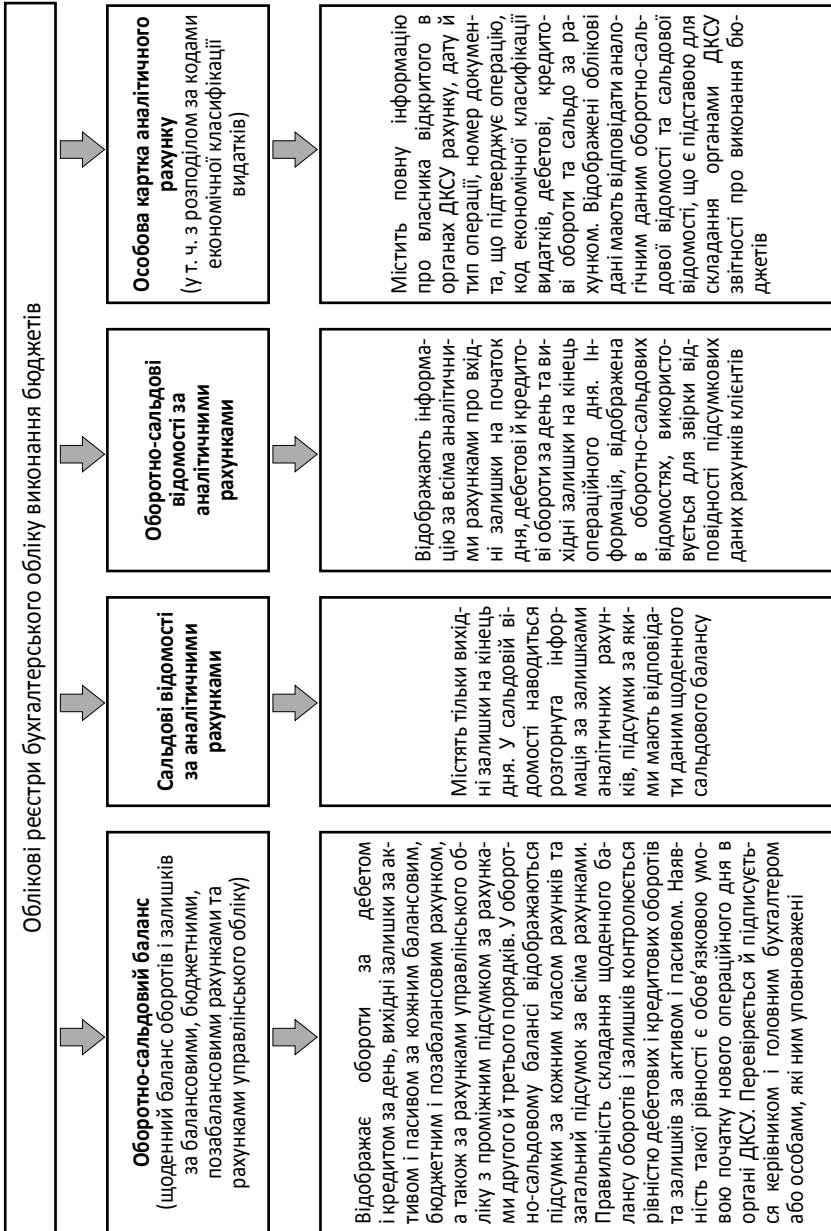 Облікові реєстри бухгалтерського обліку виконання бюджетів
Оборотно-сальдовий баланс
(щоденний баланс оборотів і залишків
за балансовими, бюджетними,
позабалансовими рахунками та
рахунками управлінського обліку)
Відображає обороти за дебетом
і кредитом за день, вихідні залишки за ак-
тивом і пасивом за кожним балансовим,
бюджетним і позабалансовим рахунком,
а також за рахунками управлінського об-
ліку з проміжним підсумком за рахунка-
ми другого й третього порядків. У оборот-
но-сальдовому балансі відображаються
підсумки за кожним класом рахунків та
загальний підсумок за всіма рахунками.
Правильність складання щоденного ба-
лансу оборотів і залишків контролюється
рівністю дебетових і кредитових оборотів
та залишків за активом і пасивом. Наяв-
ність такої рівності є обов’язковою умо-
вою початку нового операційного дня в
органі ДКСУ. Перевіряється й підписуєть-
ся керівником і головним бухгалтером
або особами, які ним уповноважені
Сальдові відомості
за аналітичними
рахунками
Містять тільки вихід-
ні залишки на кінець
дня. У сальдовій ві-
домості наводиться
розгорнута інфор-
мація за залишками
аналітичних рахун-
ків, підсумки за яки-
ми мають відповіда-
ти даним щоденного
сальдового балансу
Оборотно-сальдові
відомості за
аналітичними
рахунками
Відображають інформа-
цію за всіма аналітични-
ми рахунками про вхід-
ні залишки на початок
дня, дебетові й кредито-
ві обороти за день та ви-
хідні залишки на кінець
операційного дня. Ін-
формація, відображена
в оборотно-сальдових
відомостях, використо-
вується для звірки від-
повідності підсумкових
даних рахунків клієнтів
Особова картка аналітичного
рахунку
(у т. ч. з розподілом за кодами
економічної класифікації
видатків)
Містить повну інформацію
про власника відкритого в
органах ДКСУ рахунку, дату й
тип операції, номер докумен-
та, що підтверджує операцію,
код економічної класифікації
видатків, дебетові, кредито-
ві обороти та сальдо за ра-
хунком. Відображені облікові
дані мають відповідати анало-
гічним даним оборотно-саль-
дової відомості та сальдової
відомості, що є підставою для
складання органами ДКСУ
звітності про виконання бю-
джетів